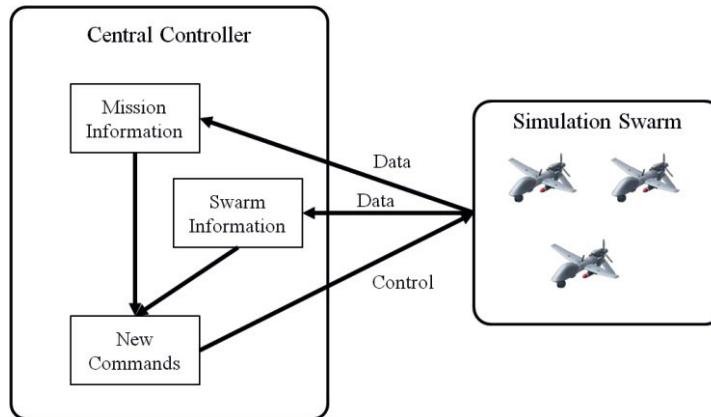 Central Controller
Mission
Information
Swarm
Information
New
Commands
Data
Data
Control
Simulation Swarm